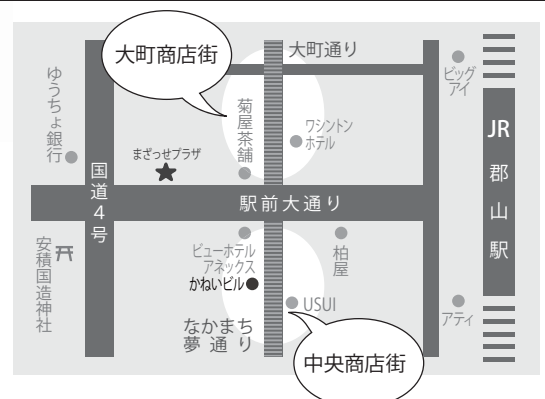 大町商店街
大町通り
ビッグ
アイ
ゆうちょ銀行
菊屋茶舗
ワシントン
ホテル
まざっせプラザ
JR
郡山駅
国道4号
駅前大通り
安積国造神社
ビューホテル
アネックス
かねいビル
柏屋
USUI
アティ
なかまち
夢通り
中央商店街